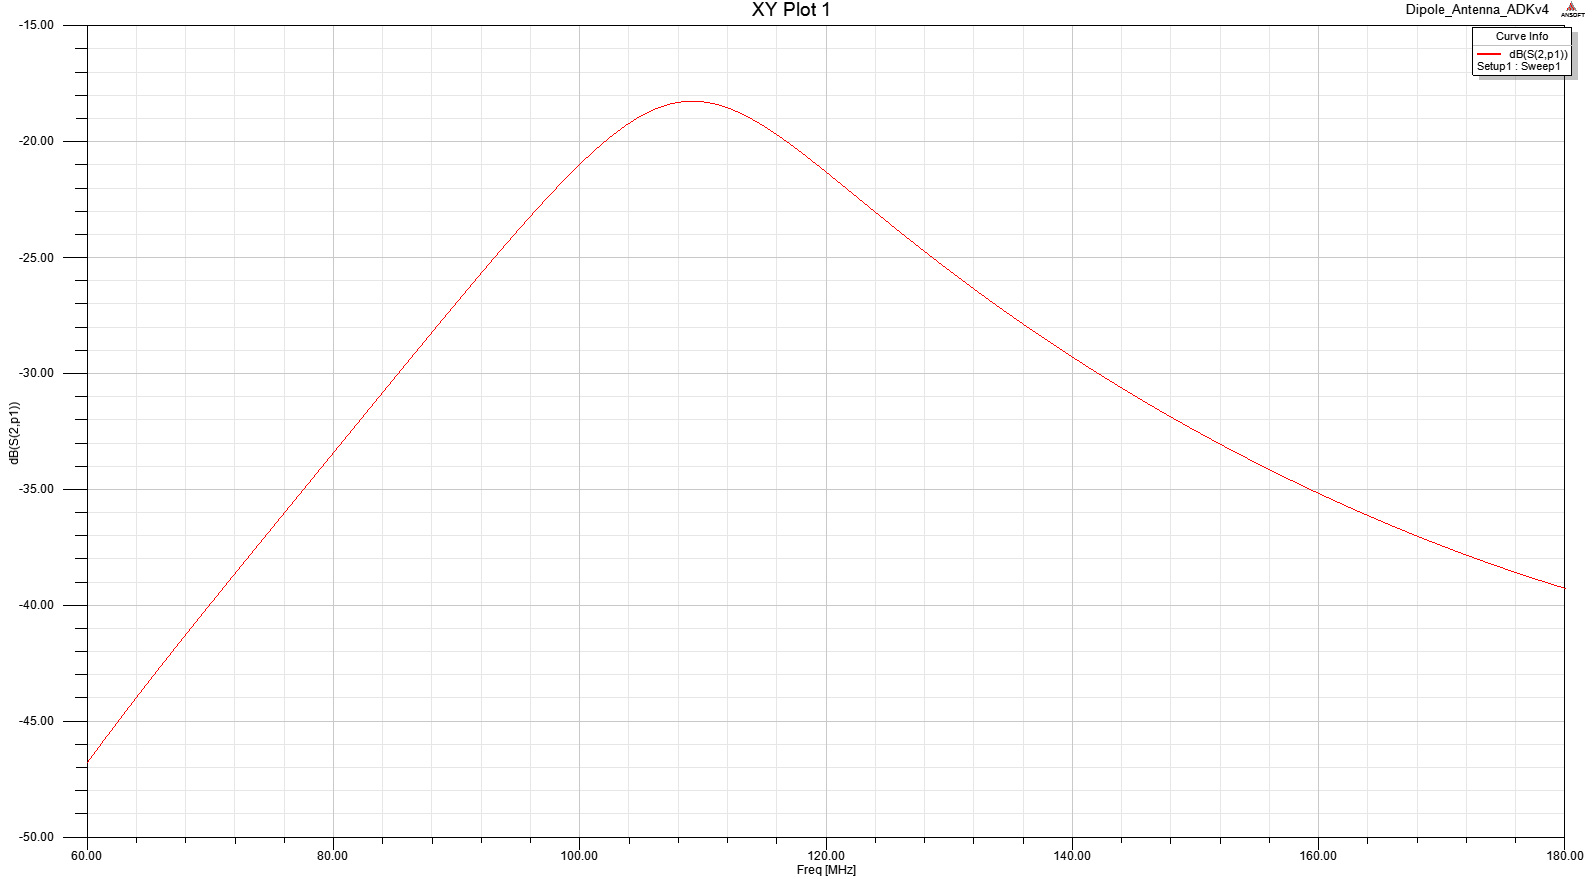 XY Plot 1
Dipole_Antenna_ADKv4
ANSOFT
Curve Info
dB(S(2,p1))
Setup1 : Sweep1
-15.00
-20.00
-25.00
-30.00
-35.00
-40.00
-45.00
-50.00
dB(S(2,p1))
60.00 80.00 100.00 120.00 140.00 160.00 180.00
Freq [MHz]